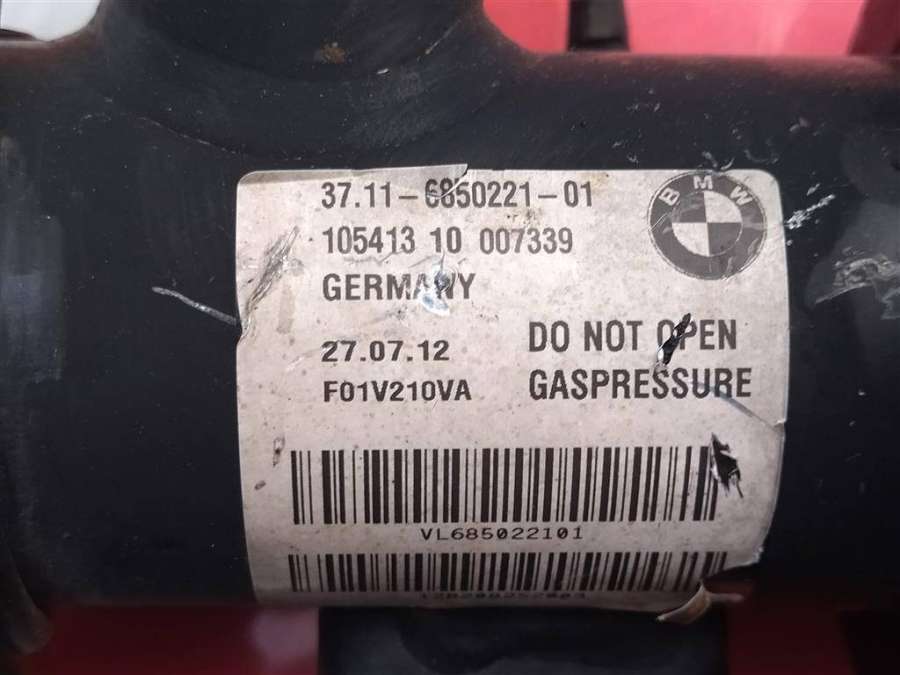 37.11-6850221-01
105413 10 007339
GERMANY
BMW
27.07.12
F01V210VA
DO NOT OPEN
GASPRESSURE
VL685022101